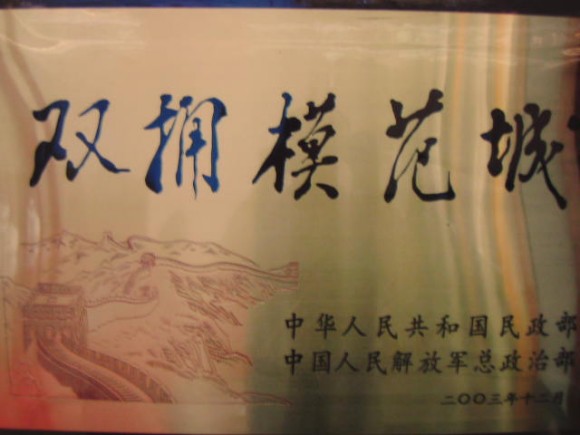 双拥模范城
中华人民共和国民政部
中国人民解放军总政治部
二〇〇三年十二月